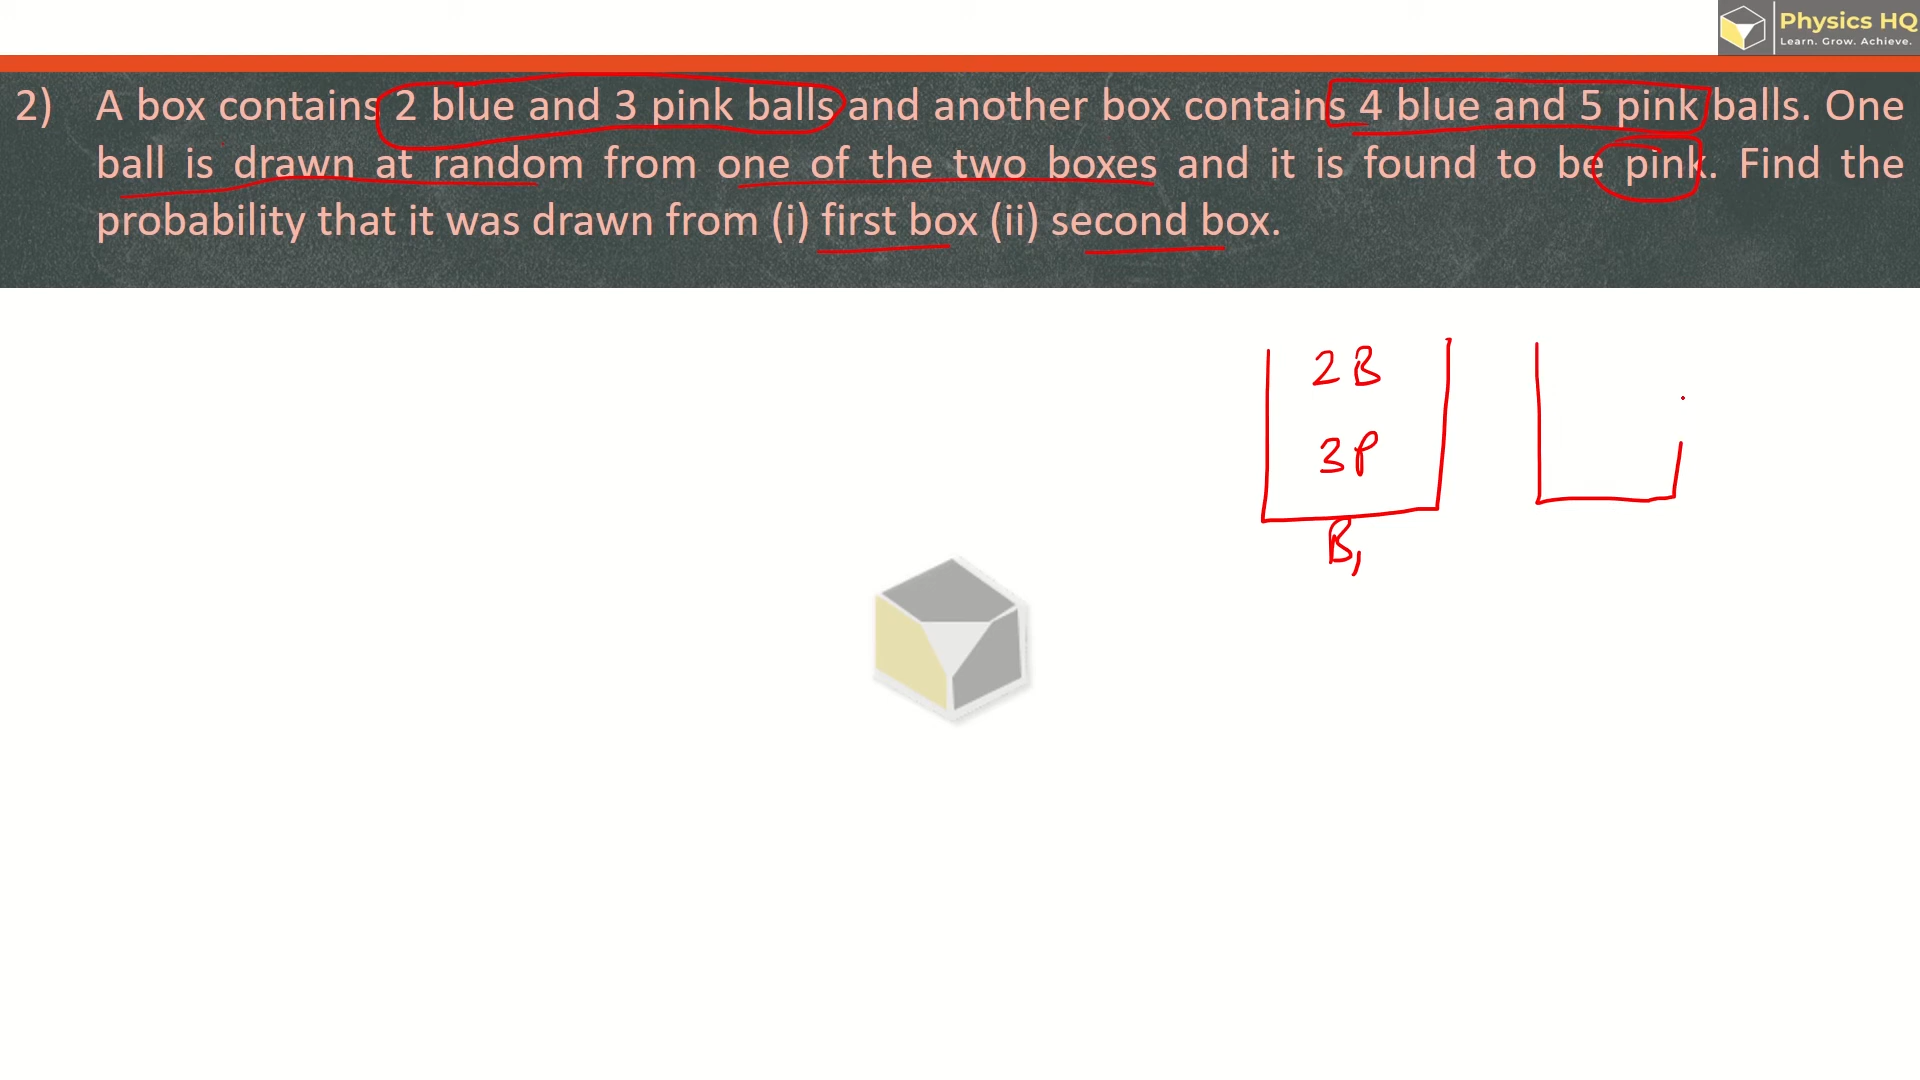 Physics HQ
Learn. Grow. Achieve.
2) A box contains 2 blue and 3 pink balls and another box contains 4 blue and 5 pink balls. One
ball is drawn at random from one of the two boxes and it is found to be pink. Find the
probability that it was drawn from (i) first box (ii) second box.
2B
3P
B1